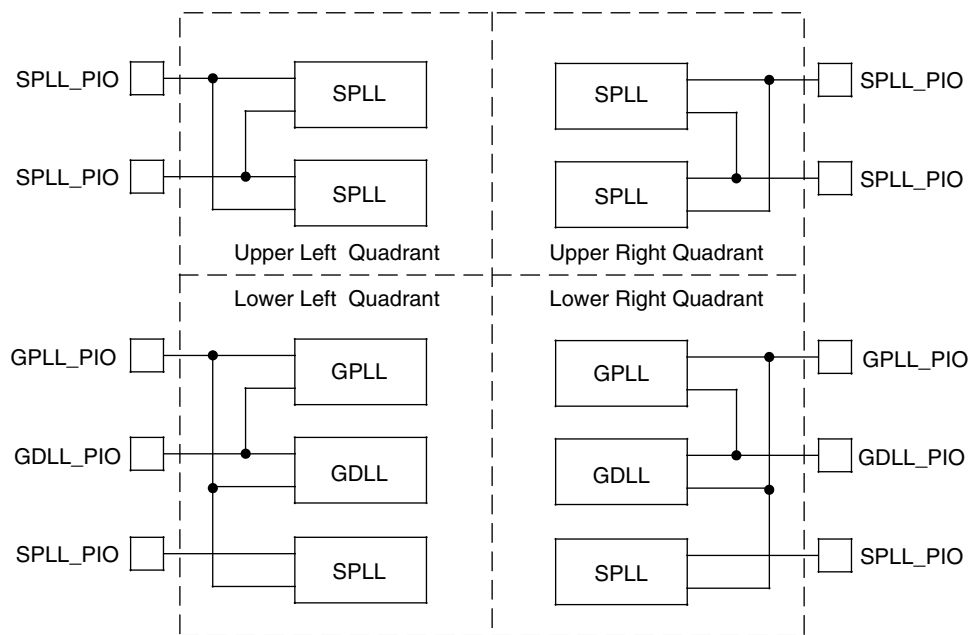 SPLL_PIO
SPLL
SPLL
SPLL_PIO
SPLL_PIO
SPLL
SPLL
SPLL_PIO
Upper Left Quadrant
Upper Right Quadrant
Lower Left Quadrant
Lower Right Quadrant
GPLL_PIO
GPLL
GPLL
GPLL_PIO
GDLL_PIO
GDLL
GDLL
GDLL_PIO
SPLL_PIO
SPLL
SPLL
SPLL_PIO